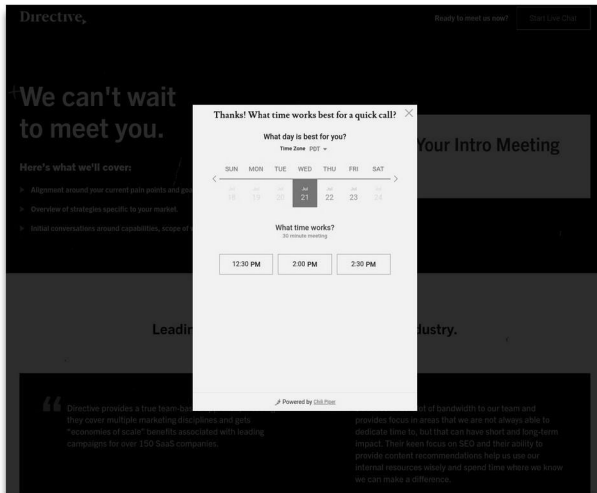 Directive,
Ready to meet us now?
Start Live Chat
We can't wait
to meet you.
Here's what we'll cover:
Alignment around your current pain points and
Overview of strategies specific to your market.
Initial conversations around capabilities, scope of
Your Intro Meeting
Thanks! What time works best for a quick call?
What day is best for you?
Time Zone PDT
SUN MON TUE WED THU FRI SAT
Jul Jul Jul Jul Jul Jul Jul
18 19 20 21 22 23 24
What time works?
30 minute meeting
12:30 PM 2:00 PM 2:30 PM
Powered by Chili Piper
Directive provides a true team-based
they cover multiple marketing disciplines and gets
"economies of scale" benefits associated with leading
campaigns for over 150 SaaS companies.
of bandwidth to our team and
provides focus in areas that we are not always able to
dedicate time to, but that can have short and long-term
impact. Their keen focus on SEO and their ability to
provide content recommendations help us use our
internal resources wisely and spend time where we know
we can make a difference.